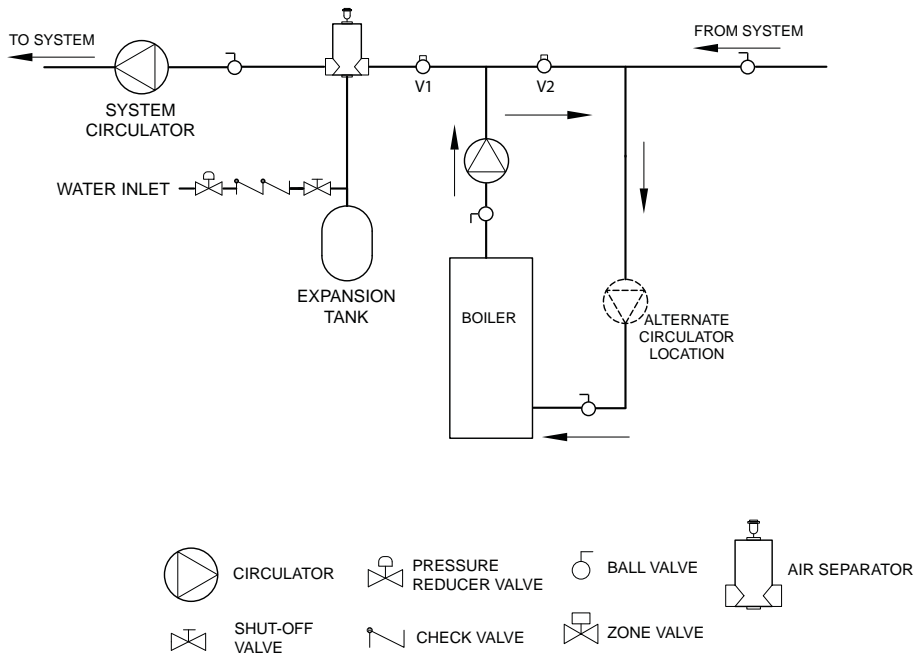 TO SYSTEM
FROM SYSTEM
V1
V2
SYSTEM
CIRCULATOR
WATER INLET
EXPANSION
TANK
BOILER
ALTERNATE
CIRCULATOR
LOCATION
CIRCULATOR
PRESSURE
REDUCER VALVE
BALL VALVE
AIR SEPARATOR
SHUT-OFF
VALVE
CHECK VALVE
ZONE VALVE